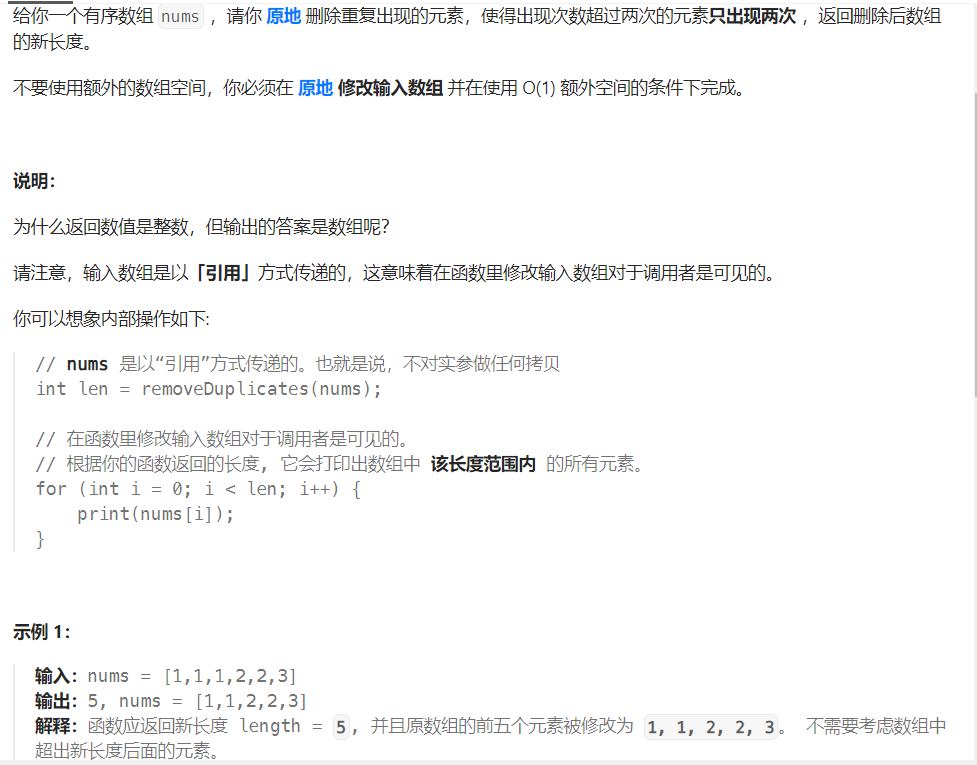 给你一个有序数组 nums ，请你 原地 删除重复出现的元素，使得出现次数超过两次的元素只出现两次 ，返回删除后数组
的新长度。
不要使用额外的数组空间，你必须在 原地 修改输入数组 并在使用 O(1) 额外空间的条件下完成。
说明：
为什么返回数值是整数，但输出的答案是数组呢？
请注意，输入数组是以「引用」方式传递的，这意味着在函数里修改输入数组对于调用者是可见的。
你可以想象内部操作如下:
// nums 是以“引用”方式传递的。也就是说，不对实参做任何拷贝
int len = removeDuplicates(nums);
// 在函数里修改输入数组对于调用者是可见的。
// 根据你的函数返回的长度, 它会打印出数组中 该长度范围内 的所有元素。
for (int i = 0; i < len; i++) {
    print(nums[i]);
}
示例 1：
输入：nums = [1,1,1,2,2,3]
输出：5, nums = [1,1,2,2,3]
解释：函数应返回新长度 length = 5, 并且原数组的前五个元素被修改为 1, 1, 2, 2, 3。 不需要考虑数组中
超出新长度后面的元素。